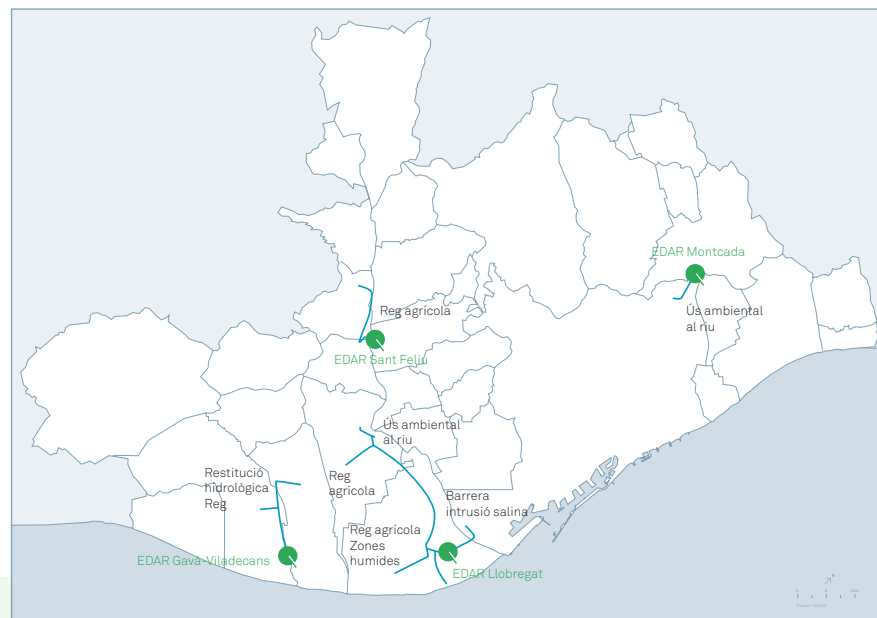 EDAR Montcada
Ús ambiental
al riu
Reg agrícola
EDAR Sant Feliu
Ús ambiental
al riu
Reg
agrícola
Restitució
hidrològica
Reg
Barrera
intrusió salina
Reg agrícola
Zones
humides
EDAR Gavà-Viladecans
EDAR Llobregat